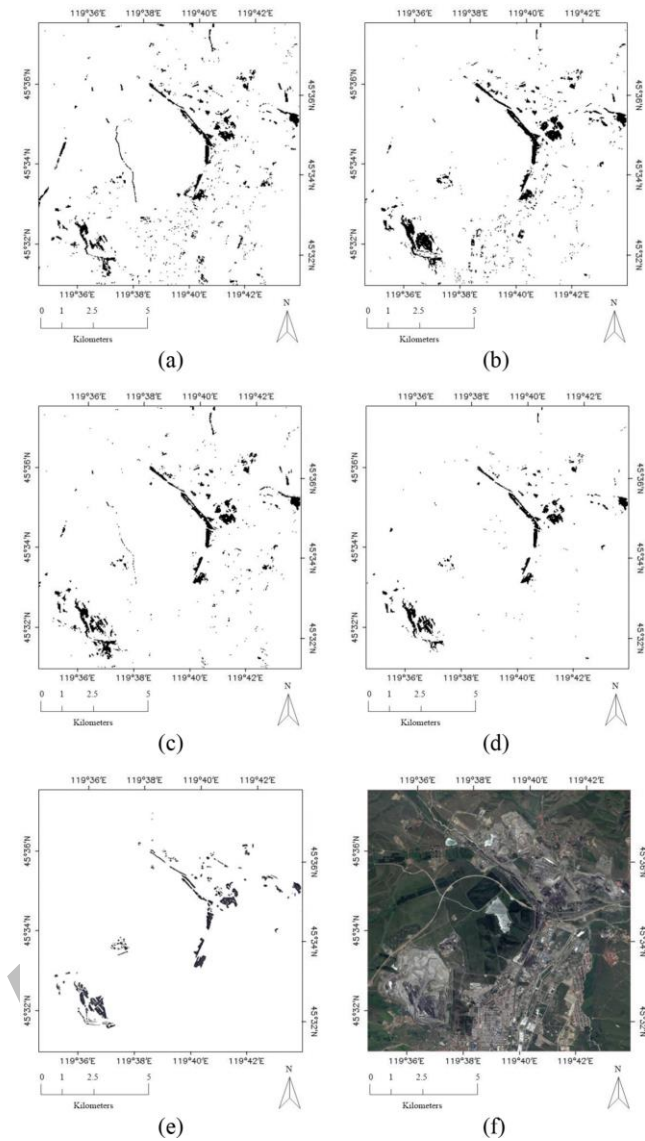 119°36'E 119°38'E 119°40'E 119°42'E 119°36'E 119°38'E 119°40'E 119°42'E
45°36'N 45°36'N 45°36'N 45°36'N
45°34'N 45°34'N 45°34'N 45°34'N
45°32'N 45°32'N 45°32'N 45°32'N
119°36'E 119°38'E 119°40'E 119°42'E 119°36'E 119°38'E 119°40'E 119°42'E
0 1 2.5 5 N 0 1 2.5 5 N
Kilometers Kilometers
(a) (b)
119°36'E 119°38'E 119°40'E 119°42'E 119°36'E 119°38'E 119°40'E 119°42'E
45°36'N 45°36'N 45°36'N 45°36'N
45°34'N 45°34'N 45°34'N 45°34'N
45°32'N 45°32'N 45°32'N 45°32'N
119°36'E 119°38'E 119°40'E 119°42'E 119°36'E 119°38'E 119°40'E 119°42'E
0 1 2.5 5 N 0 1 2.5 5 N
Kilometers Kilometers
(c) (d)
119°36'E 119°38'E 119°40'E 119°42'E 119°36'E 119°38'E 119°40'E 119°42'E
45°36'N 45°36'N 45°36'N 45°36'N
45°34'N 45°34'N 45°34'N 45°34'N
45°32'N 45°32'N 45°32'N 45°32'N
119°36'E 119°38'E 119°40'E 119°42'E 119°36'E 119°38'E 119°40'E 119°42'E
0 1 2.5 5 N 0 1 2.5 5 N
Kilometers Kilometers
(e) (f)